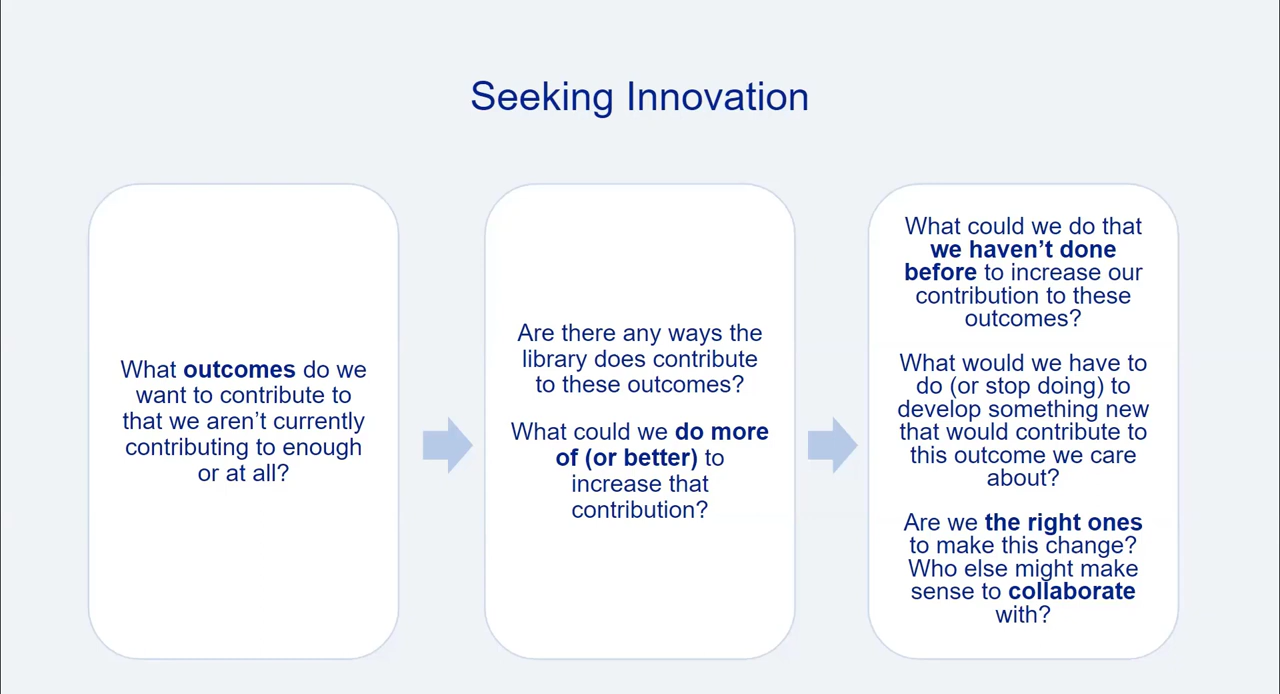 Seeking Innovation
What outcomes do we
want to contribute to
that we aren’t currently
contributing to enough
or at all?
Are there any ways the
library does contribute
to these outcomes?
What could we do more
of (or better) to
increase that
contribution?
What could we do that
we haven’t done
before to increase our
contribution to these
outcomes?
What would we have to
do (or stop doing) to
develop something new
that would contribute to
this outcome we care
about?
Are we the right ones
to make this change?
Who else might make
sense to collaborate
with?